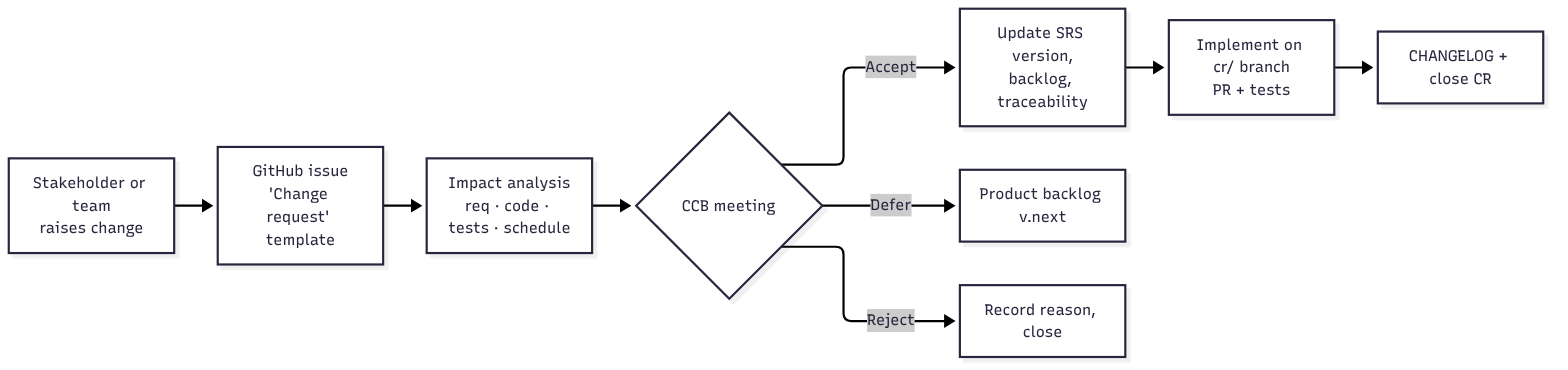 Stakeholder or
team
raises change
GitHub issue
'Change
request'
template
Impact analysis
req · code ·
tests · schedule
CCB meeting
Accept
Update SRS
version,
backlog,
traceability
Implement on
cr/ branch
PR + tests
CHANGELOG +
close CR
Defer
Product backlog
v.next
Reject
Record reason,
close